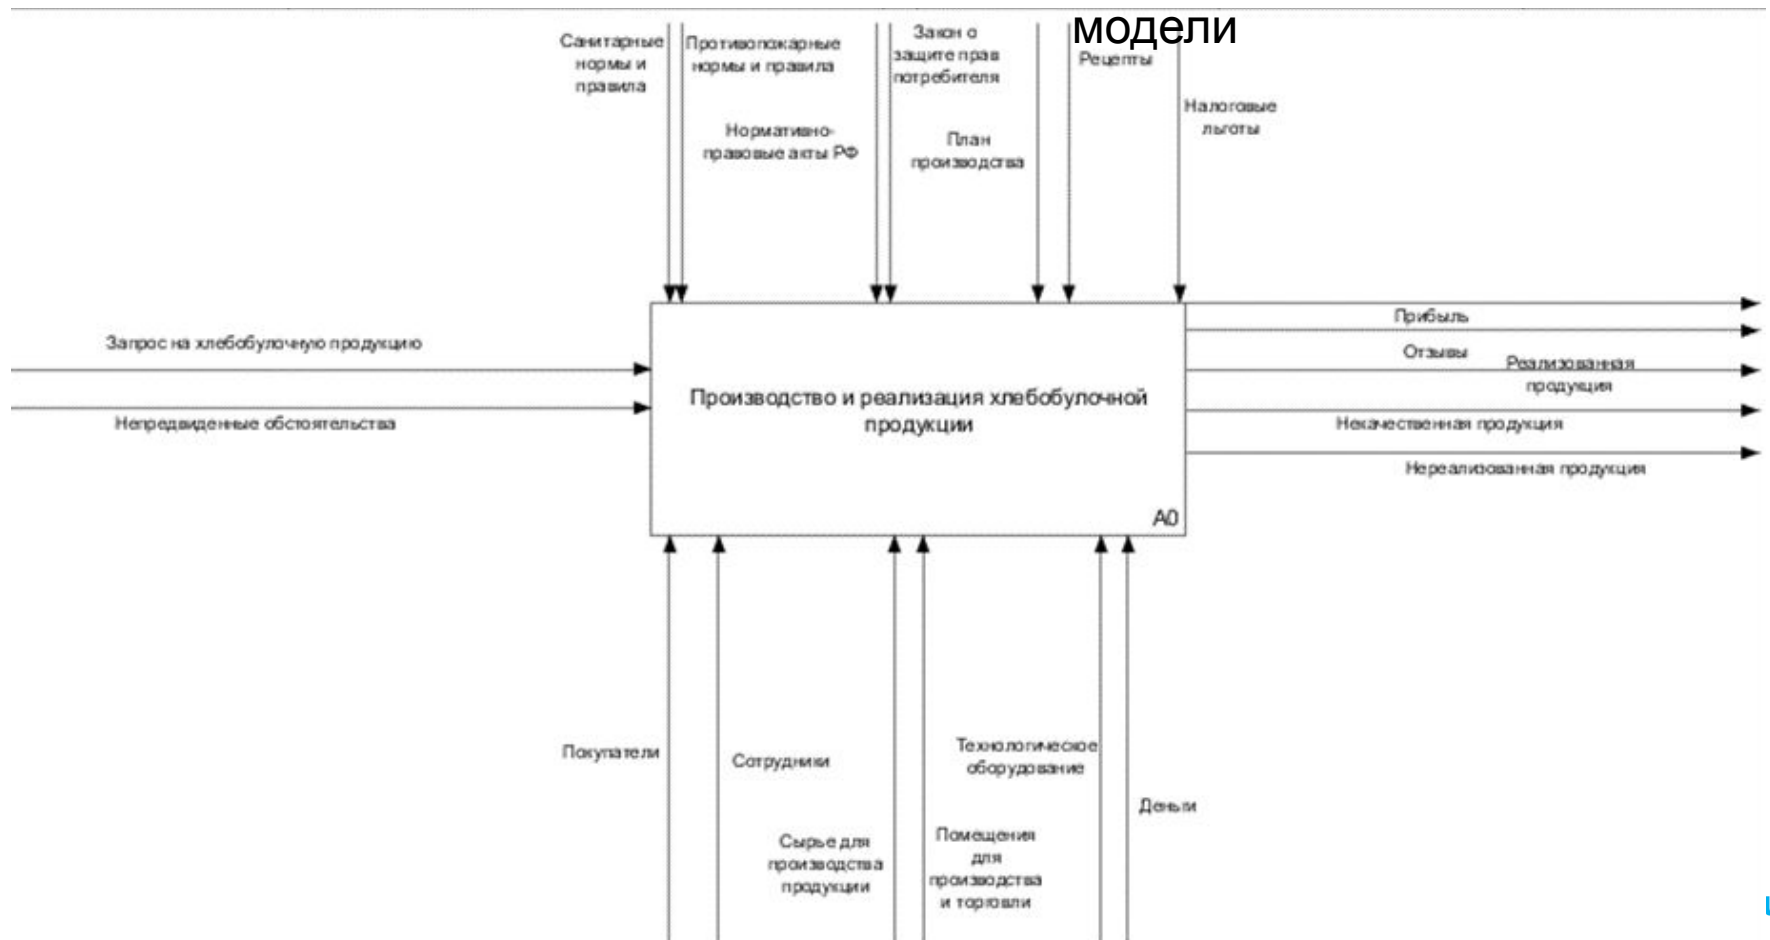 модели
Санитарные
нормы и
правила
Противопожарные
нормы и правила
Нормативно-
правовые акты РФ
Закон о
защите прав
потребителя
План
производства
Рецепты
Налоговые
льготы
Запрос на хлебобулочную продукцию
Непредвиденные обстоятельства
Производство и реализация хлебобулочной
продукции
A0
Прибыль
Отзывы
Реализованная
продукция
Некачественная продукция
Нереализованная продукция
Покупатели
Сотрудники
Сырье для
производства
продукции
Помещения
для
производства
и торговли
Технологическое
оборудование
Деньги